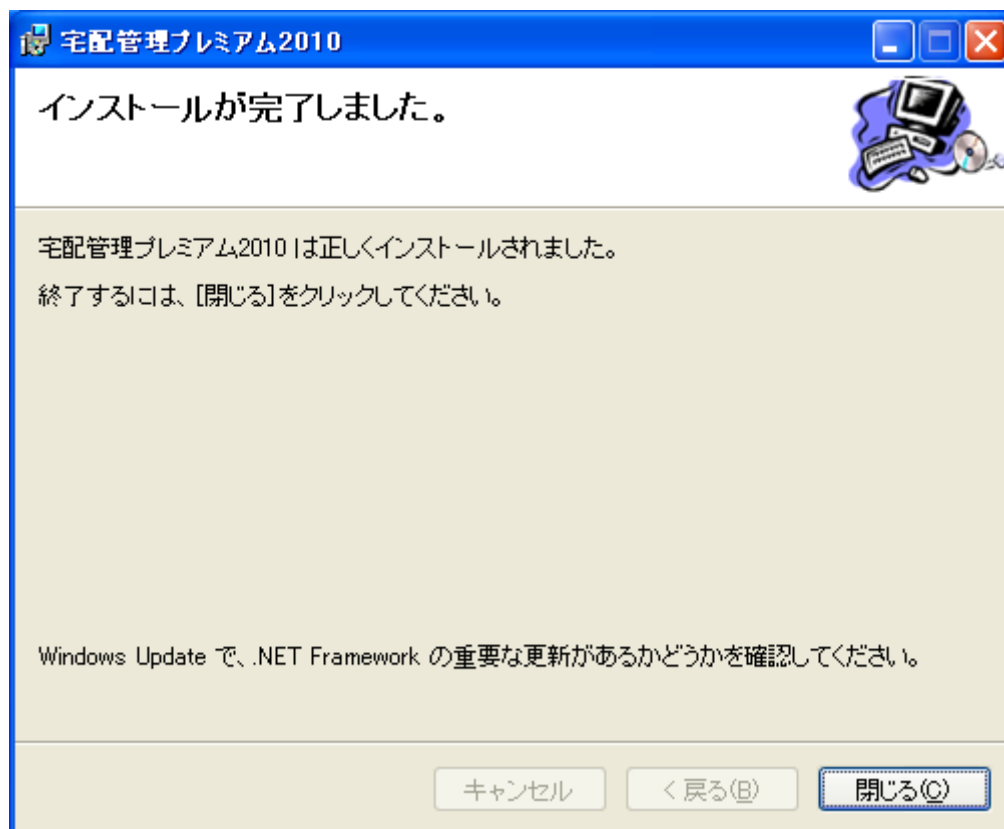 宅配管理プレミアム2010
インストールが完了しました。
宅配管理プレミアム2010 は正しくインストールされました。
終了するには、[閉じる]をクリックしてください。
Windows Update で、.NET Framework の重要な更新があるかどうかを確認してください。
キャンセル
< 戻る(B)
閉じる(C)